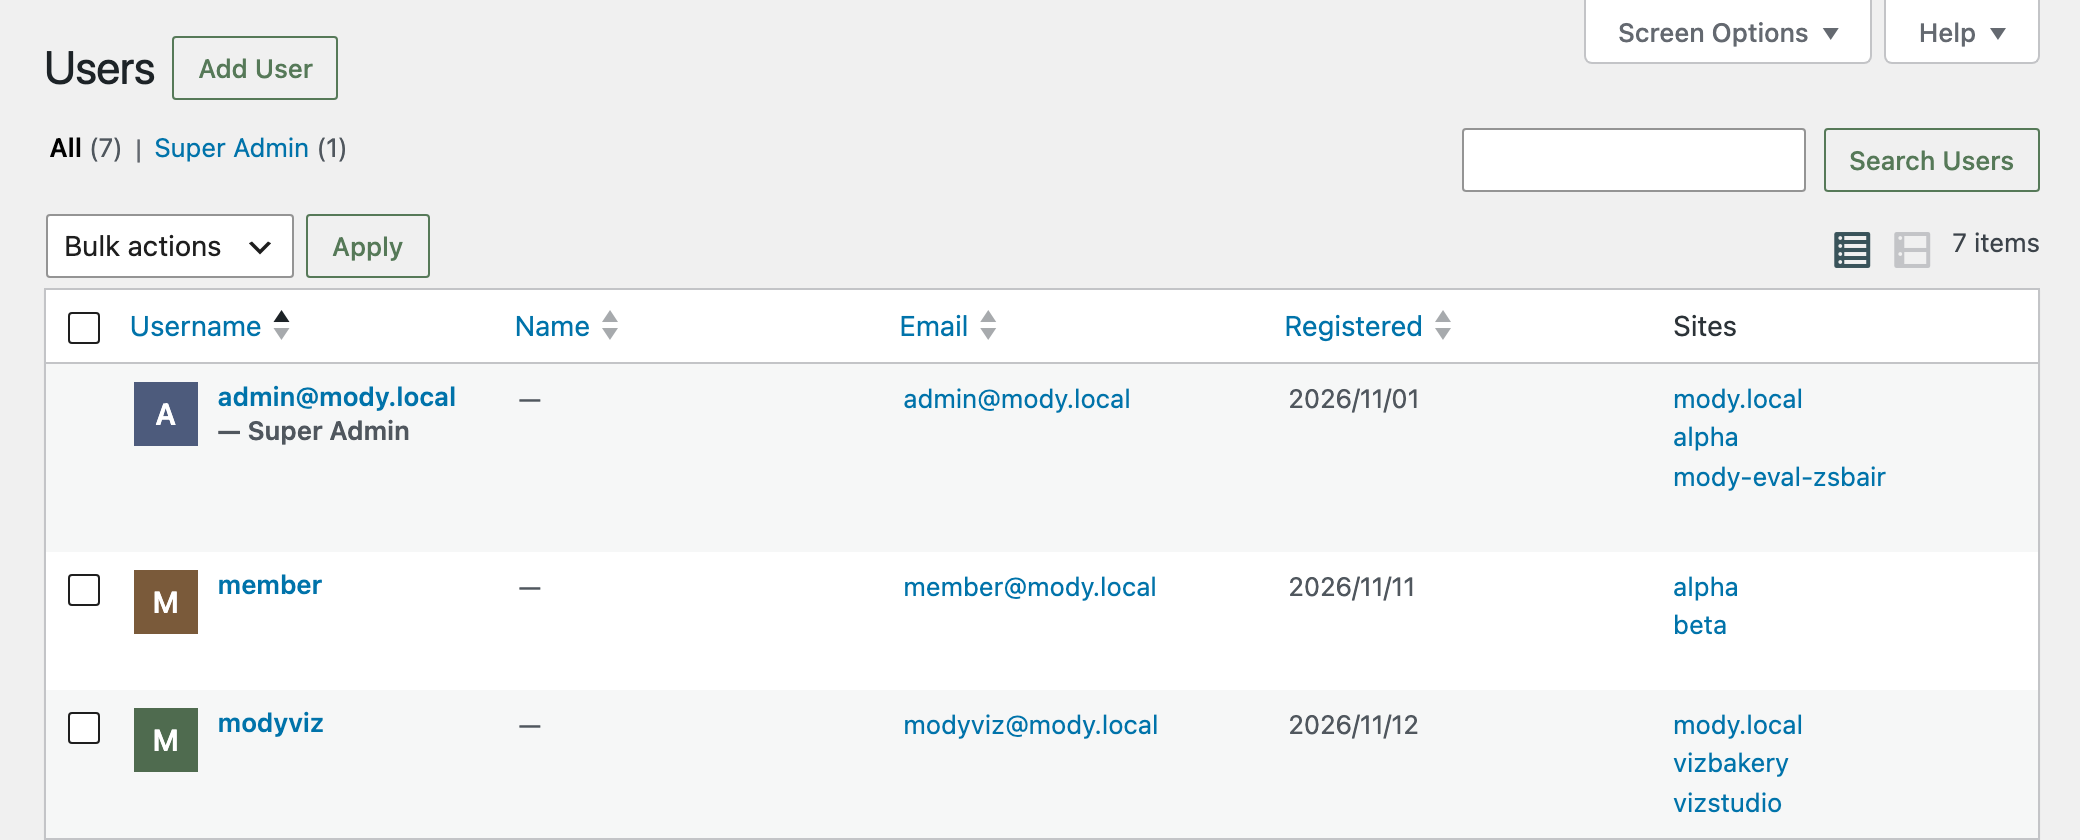 Screen Options ▼
Help ▼
Users
Add User
All (7) | Super Admin (1)
Search Users
Bulk actions
Apply
7 items
Username
Name
Email
Registered
Sites
A
admin@mody.local
— Super Admin
—
admin@mody.local
2026/11/01
mody.local
alpha
mody-eval-zsbair
M
member
—
member@mody.local
2026/11/11
alpha
beta
M
modyviz
—
modyviz@mody.local
2026/11/12
mody.local
vizbakery
vizstudio